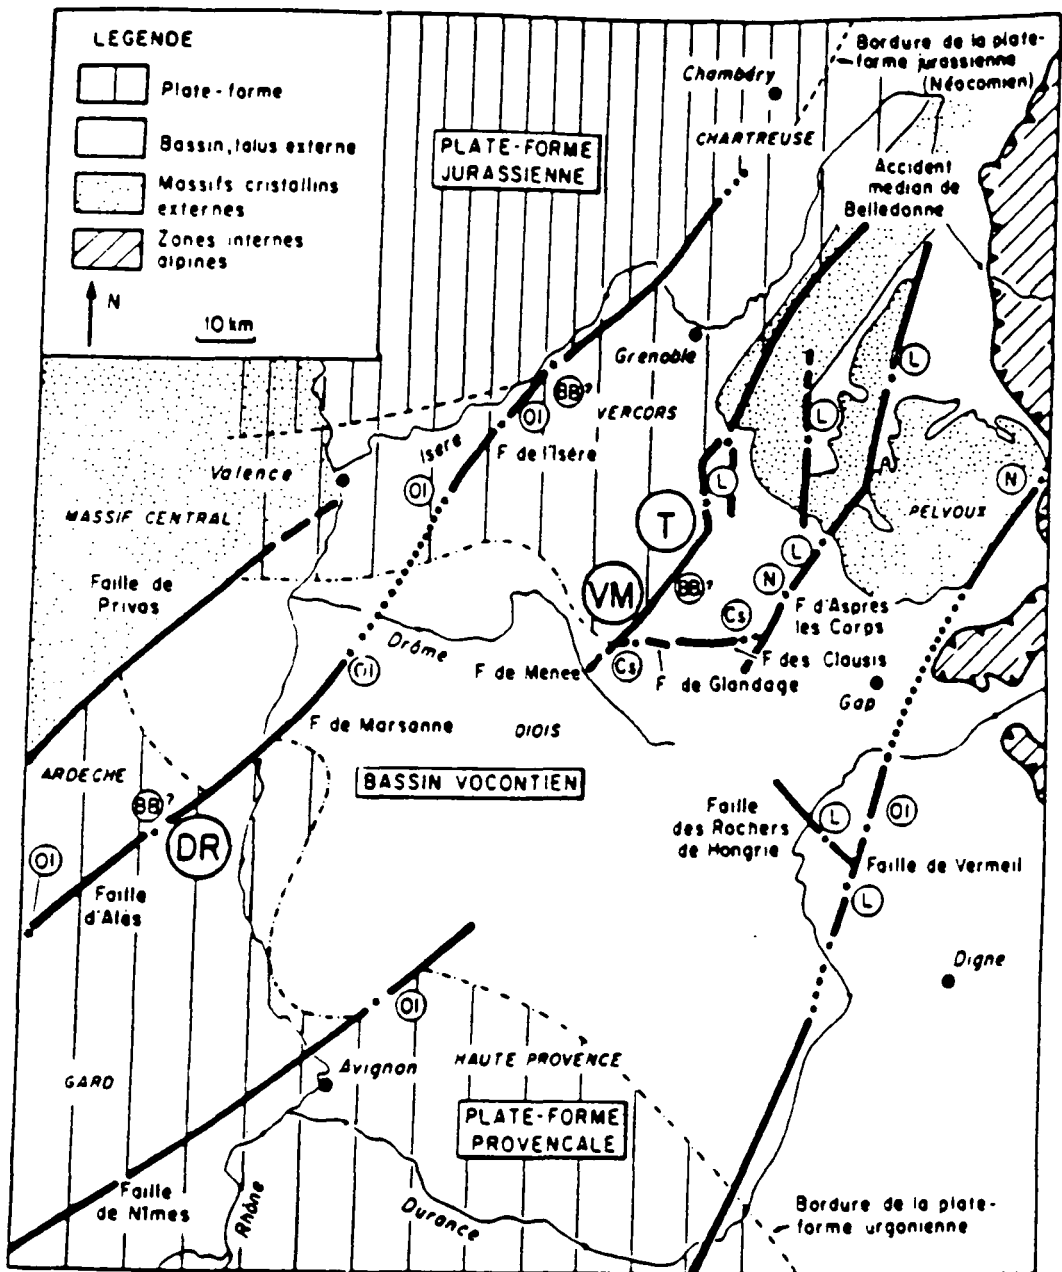 LEGENDE
Plate-forme
Bassin, talus externe
Massifs cristallins
externes
Zones internes
alpines
N
10 km
Bordure de la plate-
forme jurassienne
(Néocomien)
Chambéry
CHARTREUSE
PLATE-FORME
JURASSIENNE
Accident
median de
Belledonne
Grenoble
L
BB?
VERCORS
OI
L
Isère
F de l'Isère
Valence
OI
L
N
MASSIF CENTRAL
T
PELVOUX
L
Faille de
Privas
VM
BB?
N
F d'Aspres
les Corps
Drôme
Cs
F des Clausis
F de Menee
Cs
F de Glandage
OI
Gap
F de Marsanne
DIOIS
ARDECHE
BASSIN VOCONTIEN
BB?
Faille
des Rochers
de Hongrie
L
OI
DR
OI
Faille de Vermeil
Faille
d'Alès
L
Digne
OI
HAUTE PROVENCE
Avignon
GARD
PLATE-FORME
PROVENCALE
Faille
de Nîmes
Rhône
Durance
Bordure de la plate-
forme urgonienne